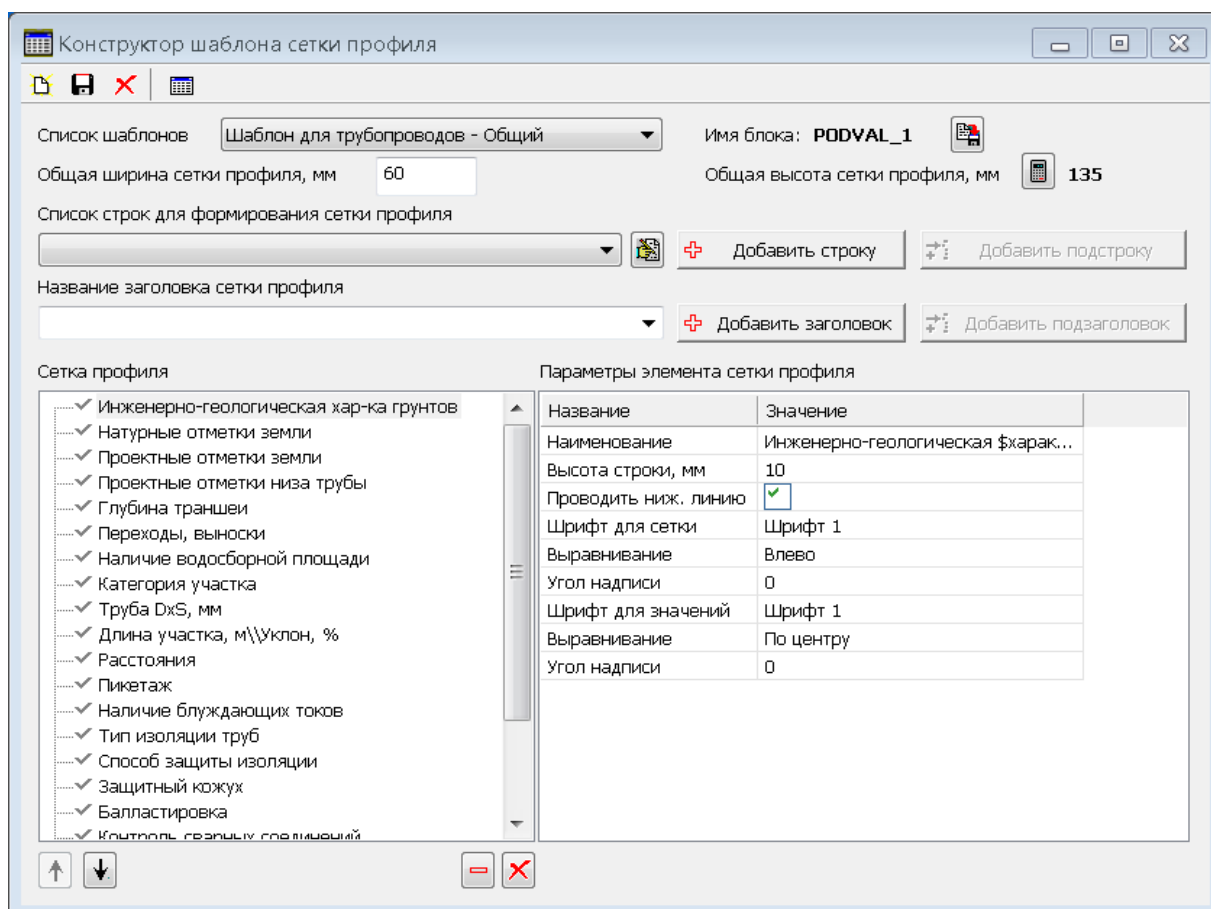 Конструктор шаблона сетки профиля
Список шаблонов Шаблон для трубопроводов - Общий Имя блока: PODVAL_1
Общая ширина сетки профиля, мм 60 Общая высота сетки профиля, мм 135
Список строк для формирования сетки профиля
Добавить строку Добавить подстроку
Название заголовка сетки профиля
Добавить заголовок Добавить подзаголовок
Сетка профиля
Инженерно-геологическая хар-ка грунтов
Натурные отметки земли
Проектные отметки земли
Проектные отметки низа трубы
Глубина траншеи
Переходы, выноски
Наличие водосборной площади
Категория участка
Труба DxS, мм
Длина участка, м\\Уклон, %
Расстояния
Пикетаж
Наличие блуждающих токов
Тип изоляции труб
Способ защиты изоляции
Защитный кожух
Балластировка
Контроль сварных соединений
Параметры элемента сетки профиля
Название Значение
Наименование Инженерно-геологическая $харак...
Высота строки, мм 10
Проводить ниж. линию
Шрифт для сетки Шрифт 1
Выравнивание Влево
Угол надписи 0
Шрифт для значений Шрифт 1
Выравнивание По центру
Угол надписи 0